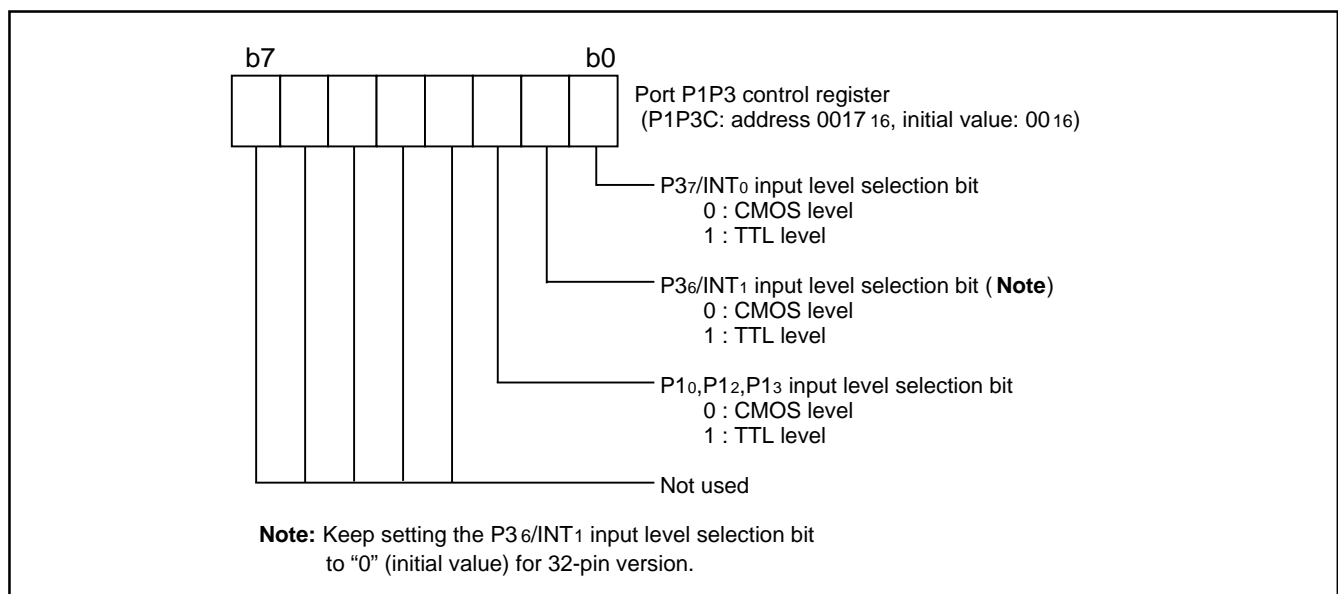 b7 b0
Port P1P3 control register
(P1P3C: address 0017 16, initial value: 00 16)
P37/INT0 input level selection bit
0 : CMOS level
1 : TTL level
P36/INT1 input level selection bit ( Note)
0 : CMOS level
1 : TTL level
P10,P12,P13 input level selection bit
0 : CMOS level
1 : TTL level
Not used
Note: Keep setting the P3 6/INT1 input level selection bit
to “0” (initial value) for 32-pin version.